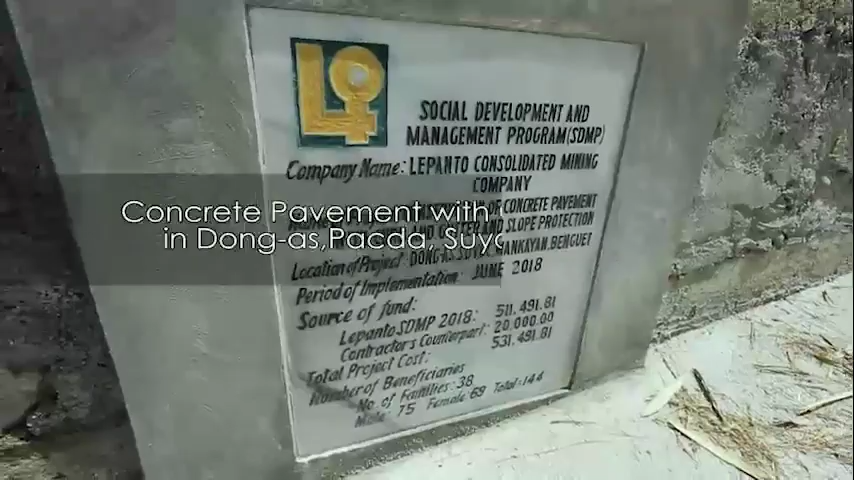 SOCIAL DEVELOPMENT AND
MANAGEMENT PROGRAM(SDMP)
Company Name: LEPANTO CONSOLIDATED MINING
COMPANY
OF CONCRETE PAVEMENT
AND SLOPE PROTECTION
Concrete Pavement with
in Dong-as,Pacda, Suyo
Location of Project: DONG-AS, SUYOC, MANKAYAN, BENGUET
Period of Implementation: JUNE 2018
Source of fund:
Lepanto SDMP 2018: 511,491.81
Contractor's Counterpart: 20,000.00
Total Project Cost: 531,491.81
Number of Beneficiaries
No. of Families: 38
Male: 75 Female: 69 Total: 144